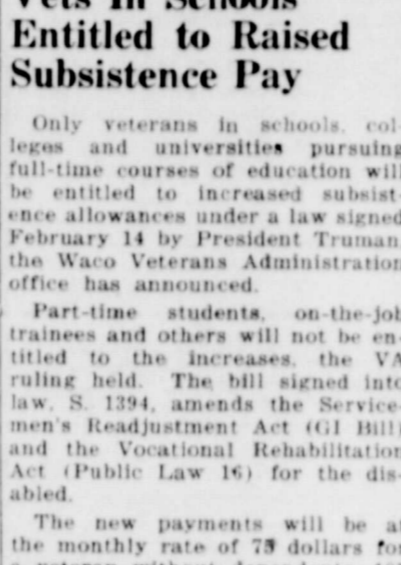 Vets In Schools
Entitled to Raised
Subsistence Pay
Only veterans in schools, col-
leges and universities pursuing
full-time courses of education will
be entitled to increased subsist-
ence allowances under a law signed
February 14 by President Truman,
the Waco Veterans Administration
office has announced.
Part-time students, on-the-job
trainees and others will not be en-
titled to the increases, the VA
ruling held. The bill signed into
law, S. 1394, amends the Service-
men's Readjustment Act (GI Bill)
and the Vocational Rehabilitation
Act (Public Law 16) for the dis-
abled.
The new payments will be at
the monthly rate of 75 dollars for